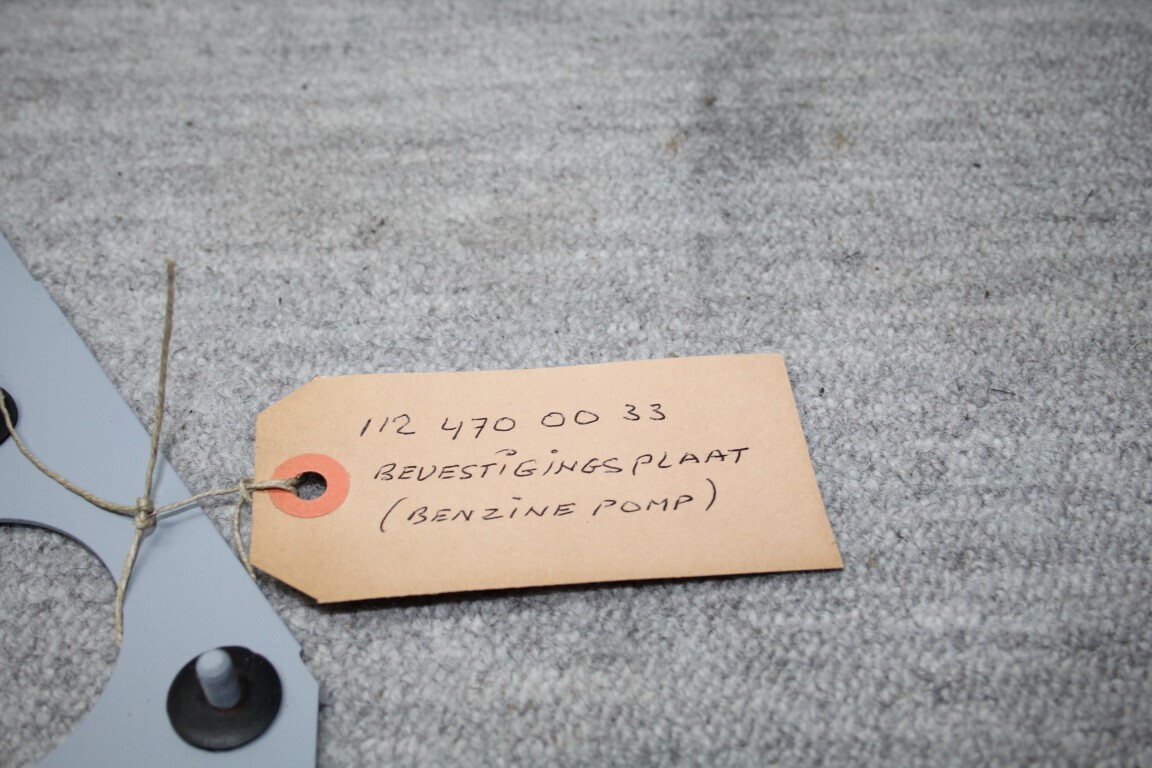 112 470 00 33
BEVESTIGINGSPLAAT
(BENZINE POMP)